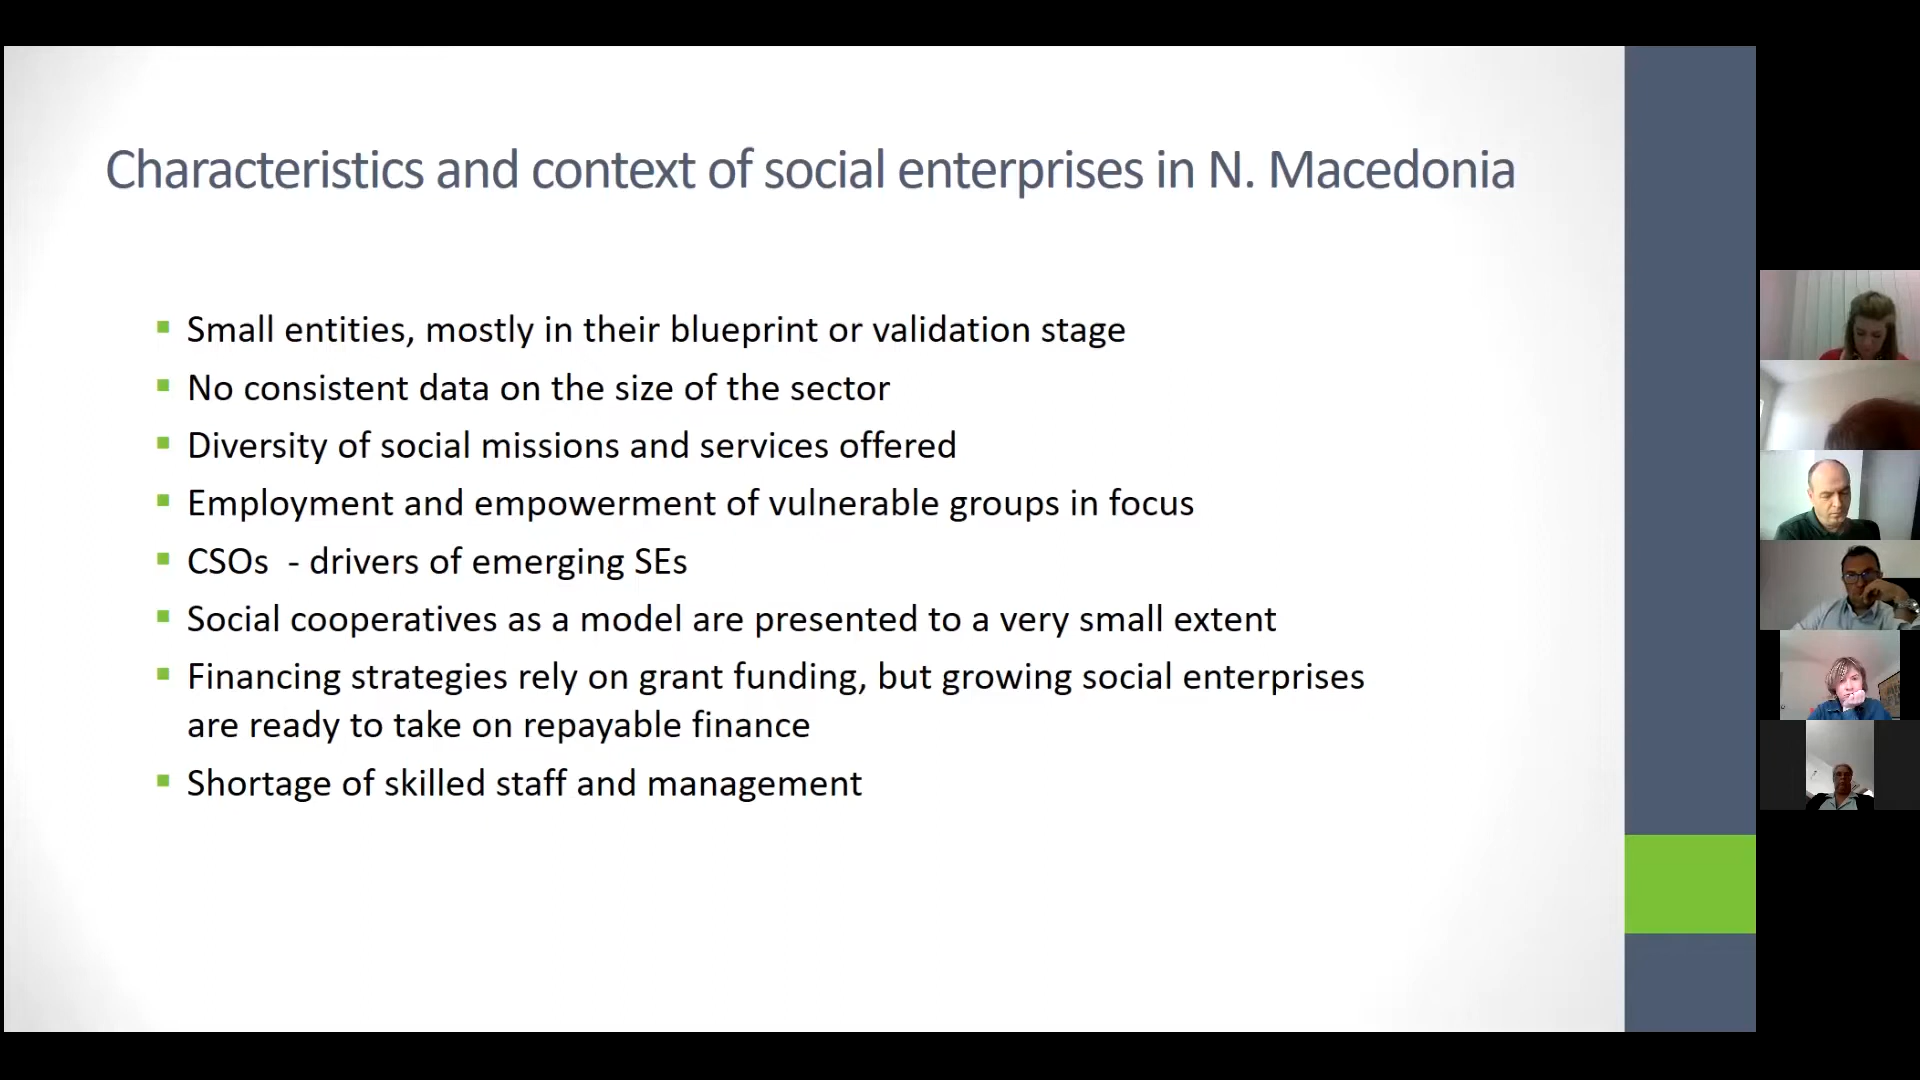 Characteristics and context of social enterprises in N. Macedonia
▪ Small entities, mostly in their blueprint or validation stage
▪ No consistent data on the size of the sector
▪ Diversity of social missions and services offered
▪ Employment and empowerment of vulnerable groups in focus
▪ CSOs  - drivers of emerging SEs
▪ Social cooperatives as a model are presented to a very small extent
▪ Financing strategies rely on grant funding, but growing social enterprises
are ready to take on repayable finance
▪ Shortage of skilled staff and management